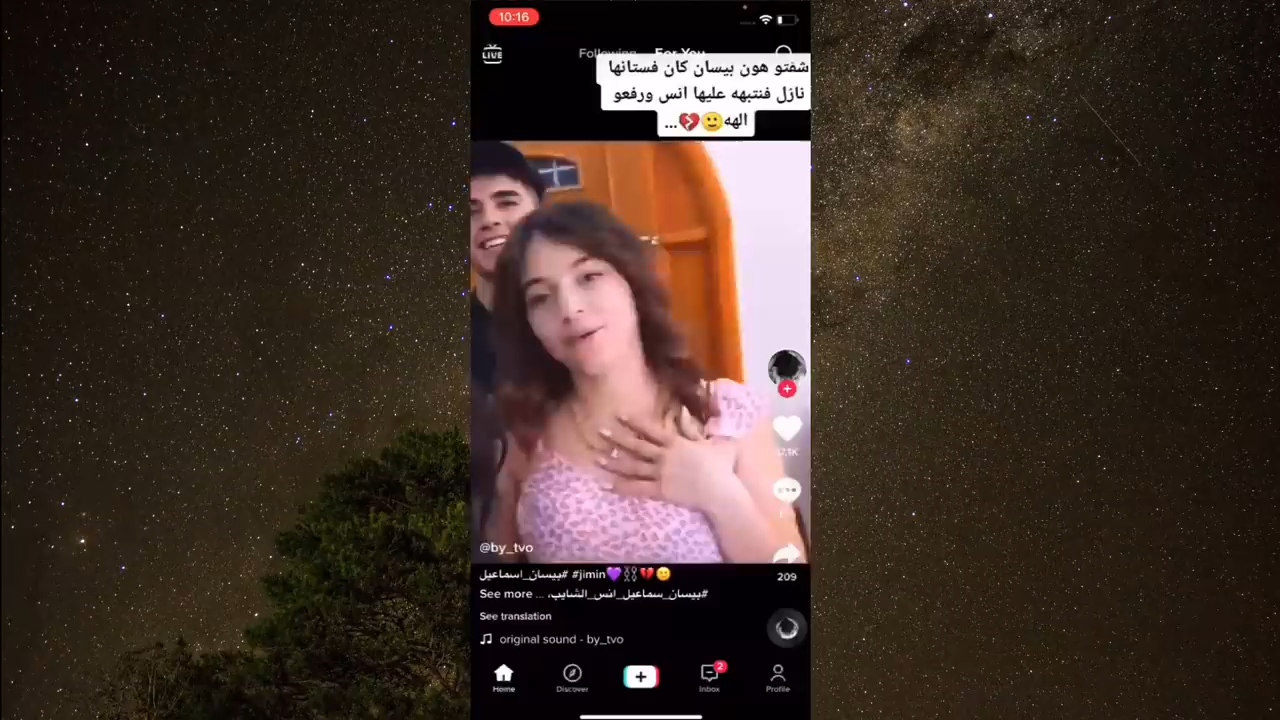 10:16
LIVE
Following For You
شفتو هون بيسان كان فستانها
نازل فنتبهه عليها انس ورفعو
الهه🙂💔...
@by_tvo
#بيسان_اسماعيل #jimin💜⛓💔🙂
#بيسان_سماعيل_انس_الشايب، ... See more
See translation
209
original sound - by_tvo
2
Home Discover Inbox Profile